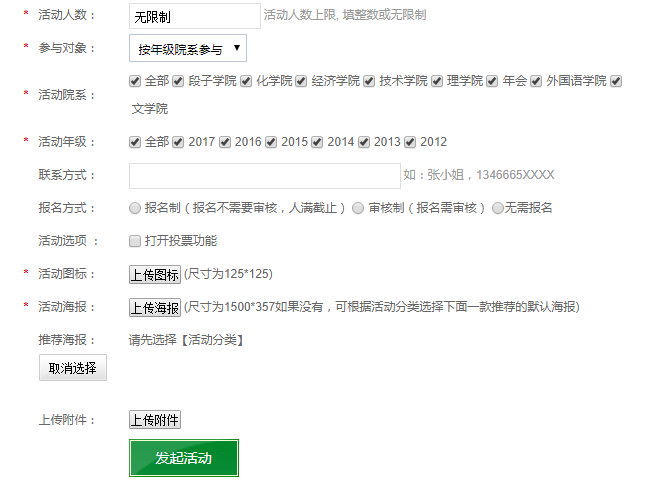 * 活动人数： 无限制 活动人数上限, 填整数或无限制
* 参与对象： 按年级院系参与
* 活动院系： 全部 段子学院 化学院 经济学院 技术学院 理学院 年会 外国语学院
文学院
* 活动年级： 全部 2017 2016 2015 2014 2013 2012
联系方式： 如：张小姐，1346665XXXX
报名方式： 报名制（报名不需要审核，人满截止） 审核制（报名需审核） 无需报名
活动选项 ： 打开投票功能
* 活动图标： 上传图标 (尺寸为125*125)
* 活动海报： 上传海报 (尺寸为1500*357如果没有，可根据活动分类选择下面一款推荐的默认海报)
推荐海报： 请先选择【活动分类】
取消选择
上传附件： 上传附件
发起活动